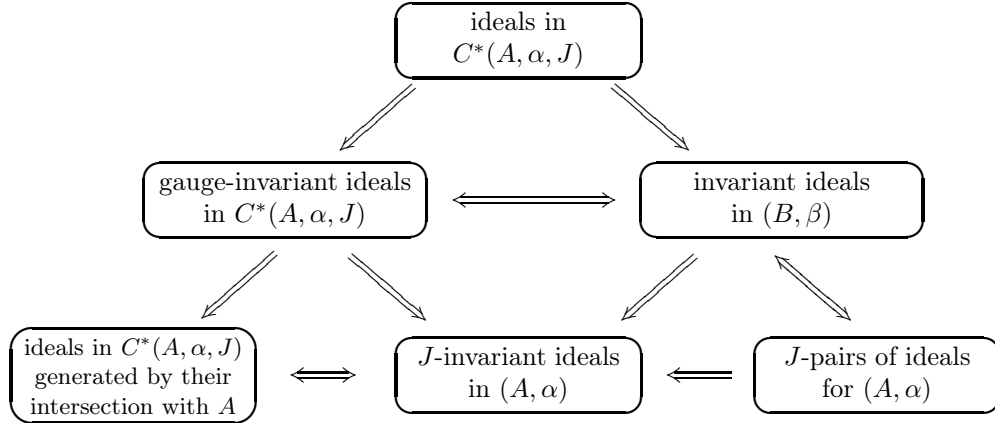 ideals in
C*(A, α, J)
gauge-invariant ideals
in C*(A, α, J)
invariant ideals
in (B, β)
ideals in C*(A, α, J)
generated by their
intersection with A
J-invariant ideals
in (A, α)
J-pairs of ideals
for (A, α)